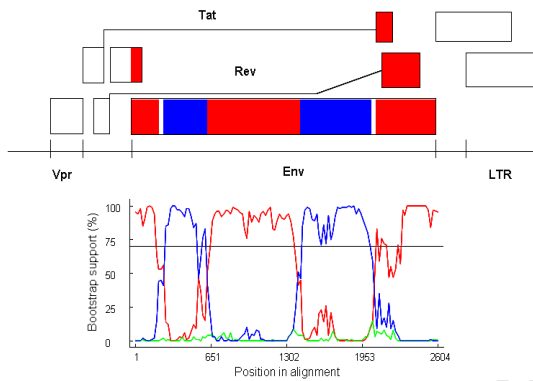 Tat
Rev
Vpr
Env
LTR
Bootstrap support (%)
100
75
50
25
0
1
651
1302
1953
2604
Position in alignment